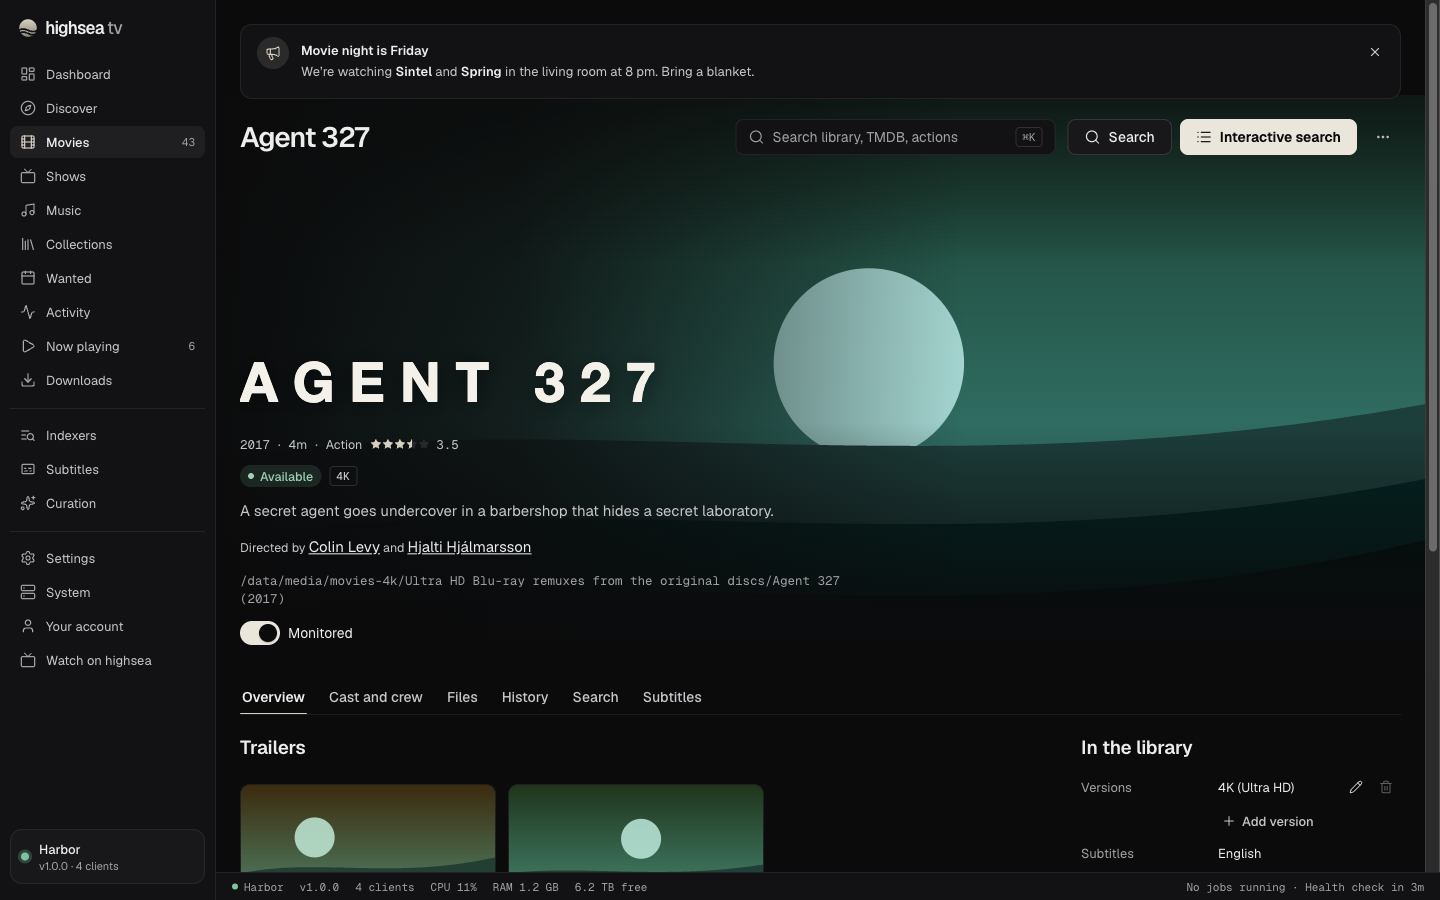 highsea tv
Dashboard
Discover
Movies 43
Shows
Music
Collections
Wanted
Activity
Now playing 6
Downloads
Indexers
Subtitles
Curation
Settings
System
Your account
Watch on highsea
Harbor
v1.0.0 · 4 clients
Movie night is Friday
We're watching Sintel and Spring in the living room at 8 pm. Bring a blanket.
Agent 327
Search library, TMDB, actions ⌘K
Search
Interactive search
AGENT 327
2017 · 4m · Action 3.5
Available 4K
A secret agent goes undercover in a barbershop that hides a secret laboratory.
Directed by Colin Levy and Hjalti Hjálmarsson
/data/media/movies-4k/Ultra HD Blu-ray remuxes from the original discs/Agent 327
(2017)
Monitored
Overview Cast and crew Files History Search Subtitles
Trailers
In the library
Versions 4K (Ultra HD)
Add version
Subtitles English
Harbor v1.0.0 4 clients CPU 11% RAM 1.2 GB 6.2 TB free
No jobs running · Health check in 3m